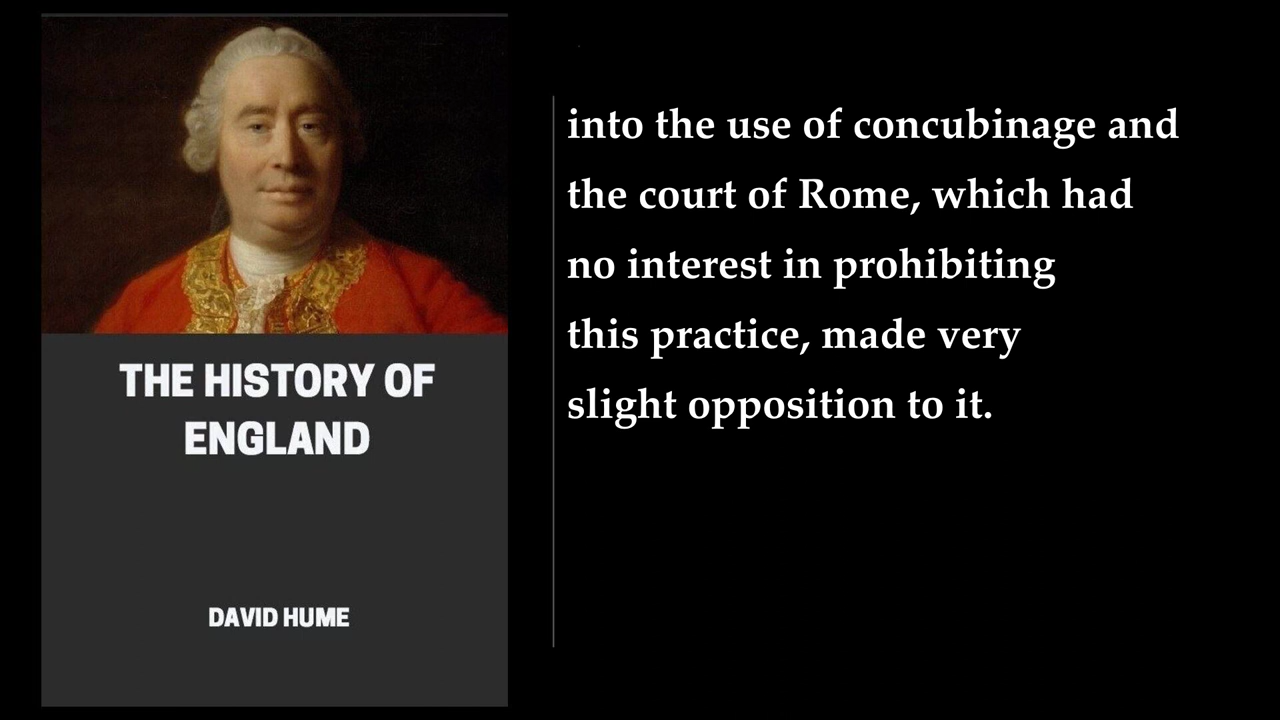 THE HISTORY OF
ENGLAND
DAVID HUME
into the use of concubinage and
the court of Rome, which had
no interest in prohibiting
this practice, made very
slight opposition to it.